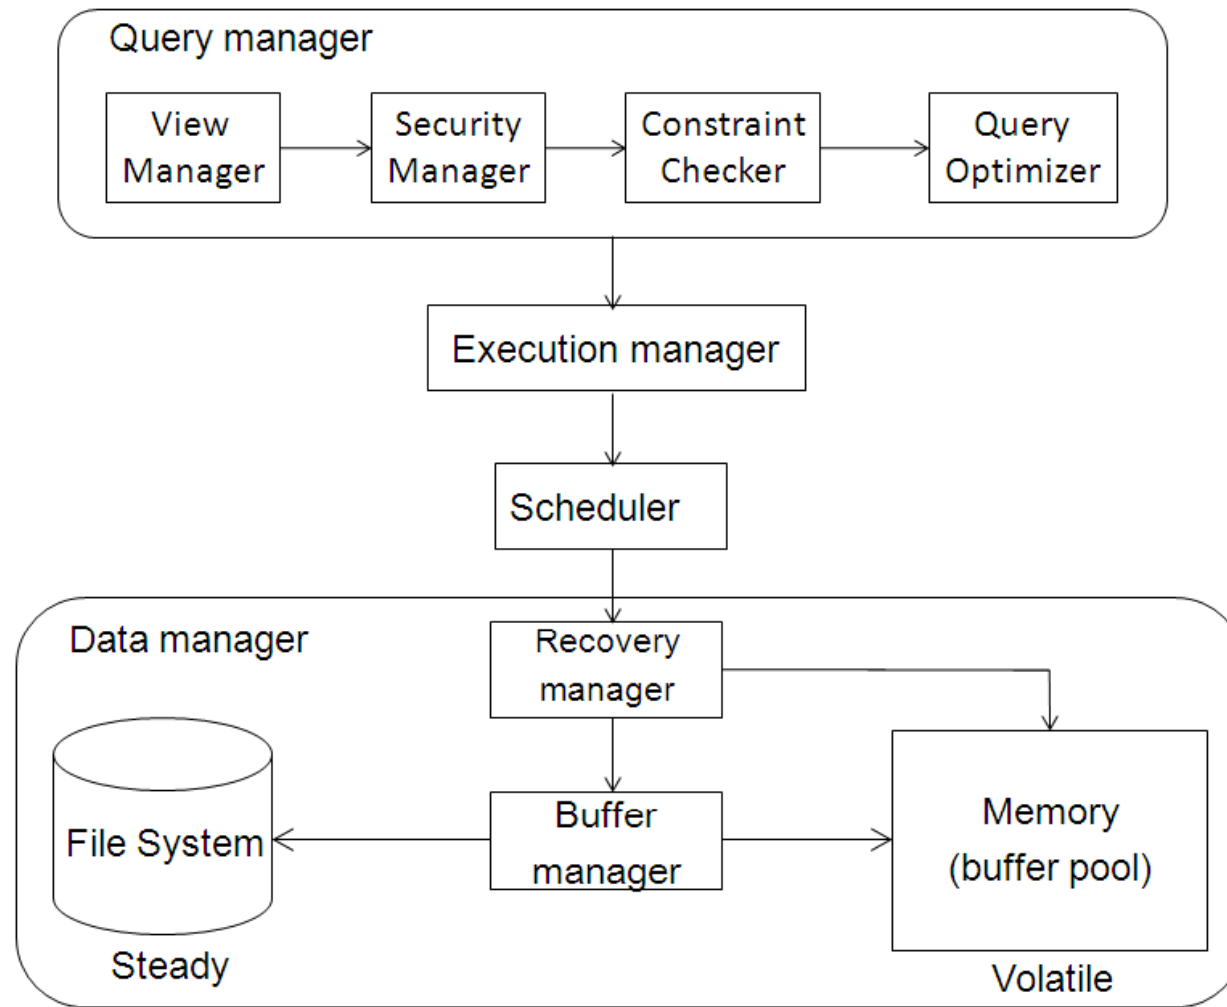 Query manager
View
Manager
Security
Manager
Constraint
Checker
Query
Optimizer
Execution manager
Scheduler
Data manager
Recovery
manager
File System
Buffer
manager
Memory
(buffer pool)
Steady
Volatile